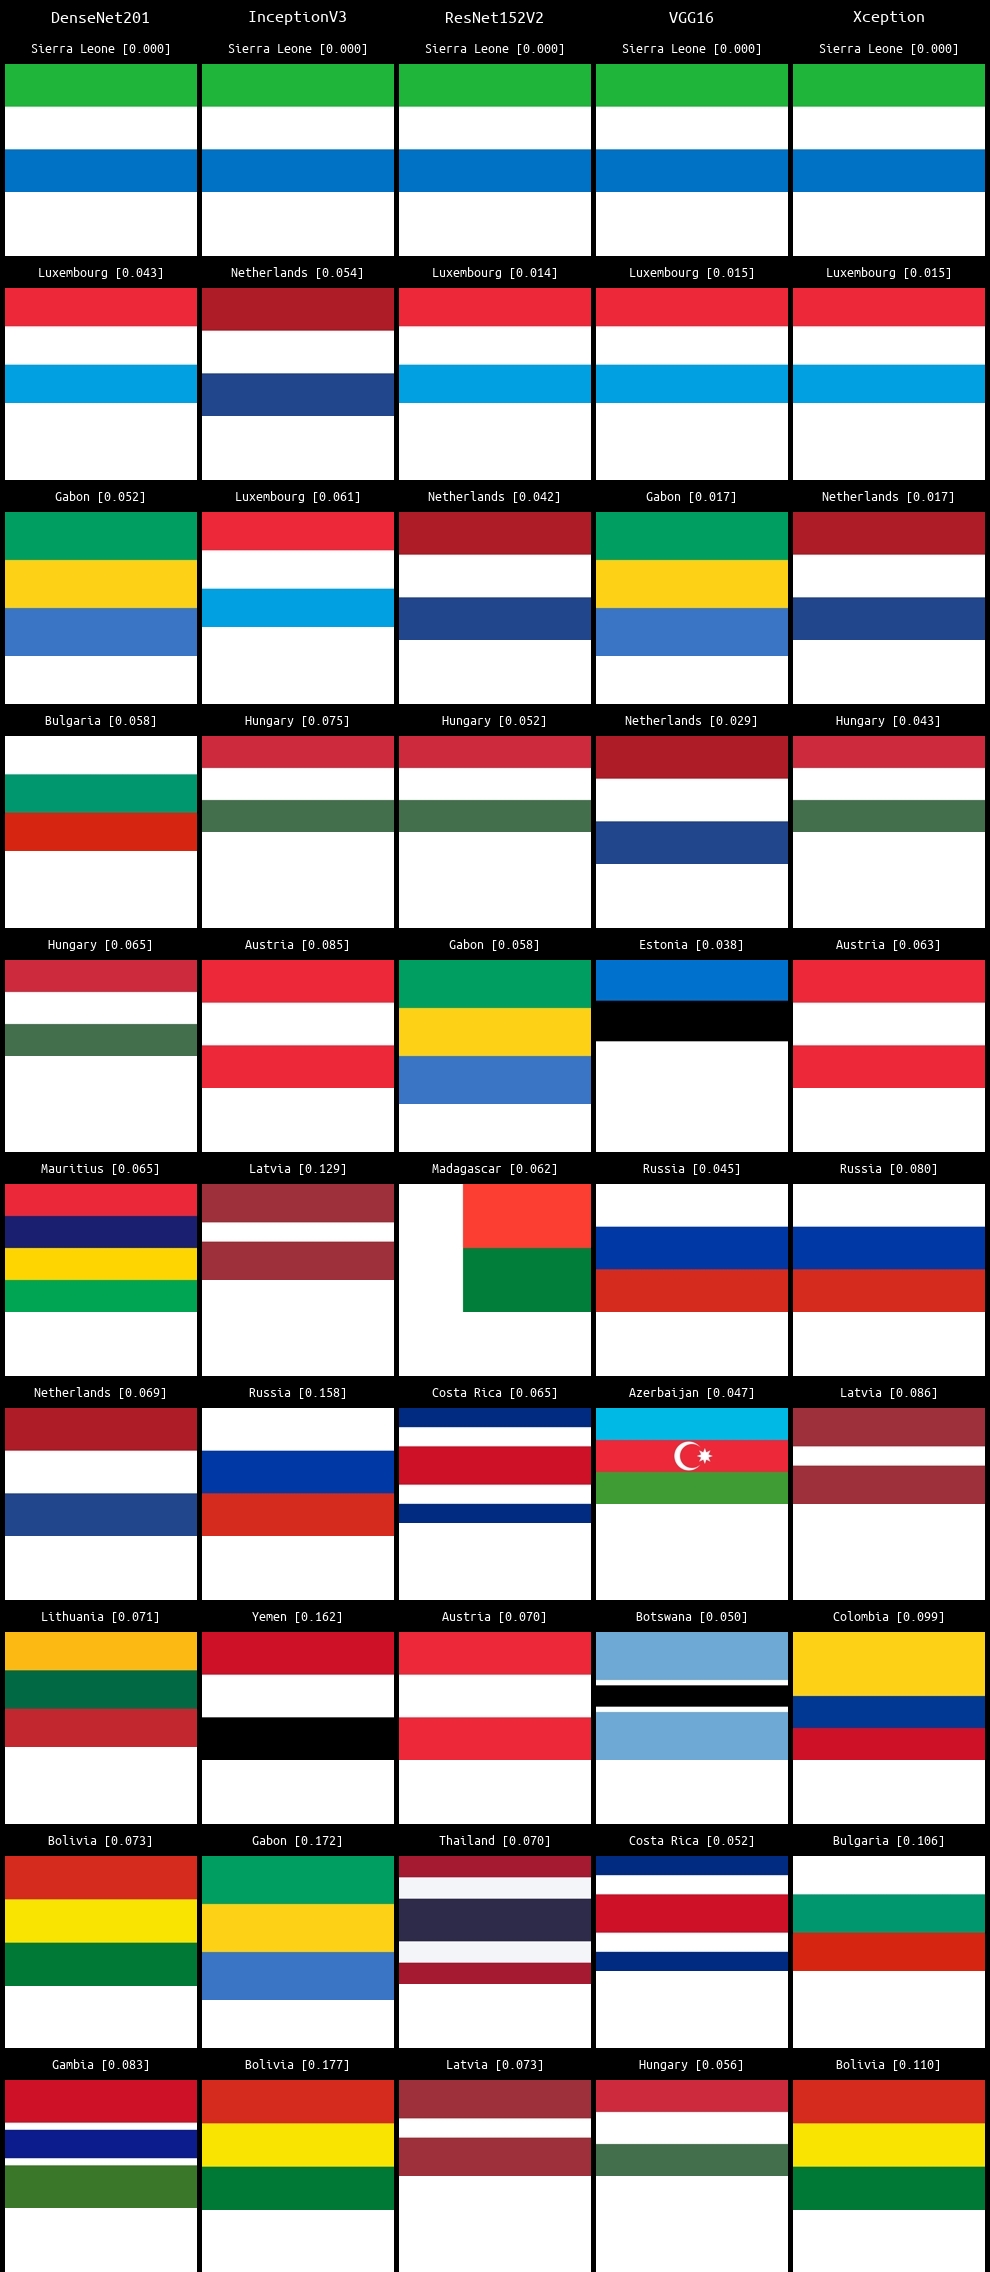 DenseNet201 InceptionV3 ResNet152V2 VGG16 Xception
Sierra Leone [0.000] Sierra Leone [0.000] Sierra Leone [0.000] Sierra Leone [0.000] Sierra Leone [0.000]
Luxembourg [0.043] Netherlands [0.054] Luxembourg [0.014] Luxembourg [0.015] Luxembourg [0.015]
Gabon [0.052] Luxembourg [0.061] Netherlands [0.042] Gabon [0.017] Netherlands [0.017]
Bulgaria [0.058] Hungary [0.075] Hungary [0.052] Netherlands [0.029] Hungary [0.043]
Hungary [0.065] Austria [0.085] Gabon [0.058] Estonia [0.038] Austria [0.063]
Mauritius [0.065] Latvia [0.129] Madagascar [0.062] Russia [0.045] Russia [0.080]
Netherlands [0.069] Russia [0.158] Costa Rica [0.065] Azerbaijan [0.047] Latvia [0.086]
Lithuania [0.071] Yemen [0.162] Austria [0.070] Botswana [0.050] Colombia [0.099]
Bolivia [0.073] Gabon [0.172] Thailand [0.070] Costa Rica [0.052] Bulgaria [0.106]
Gambia [0.083] Bolivia [0.177] Latvia [0.073] Hungary [0.056] Bolivia [0.110]